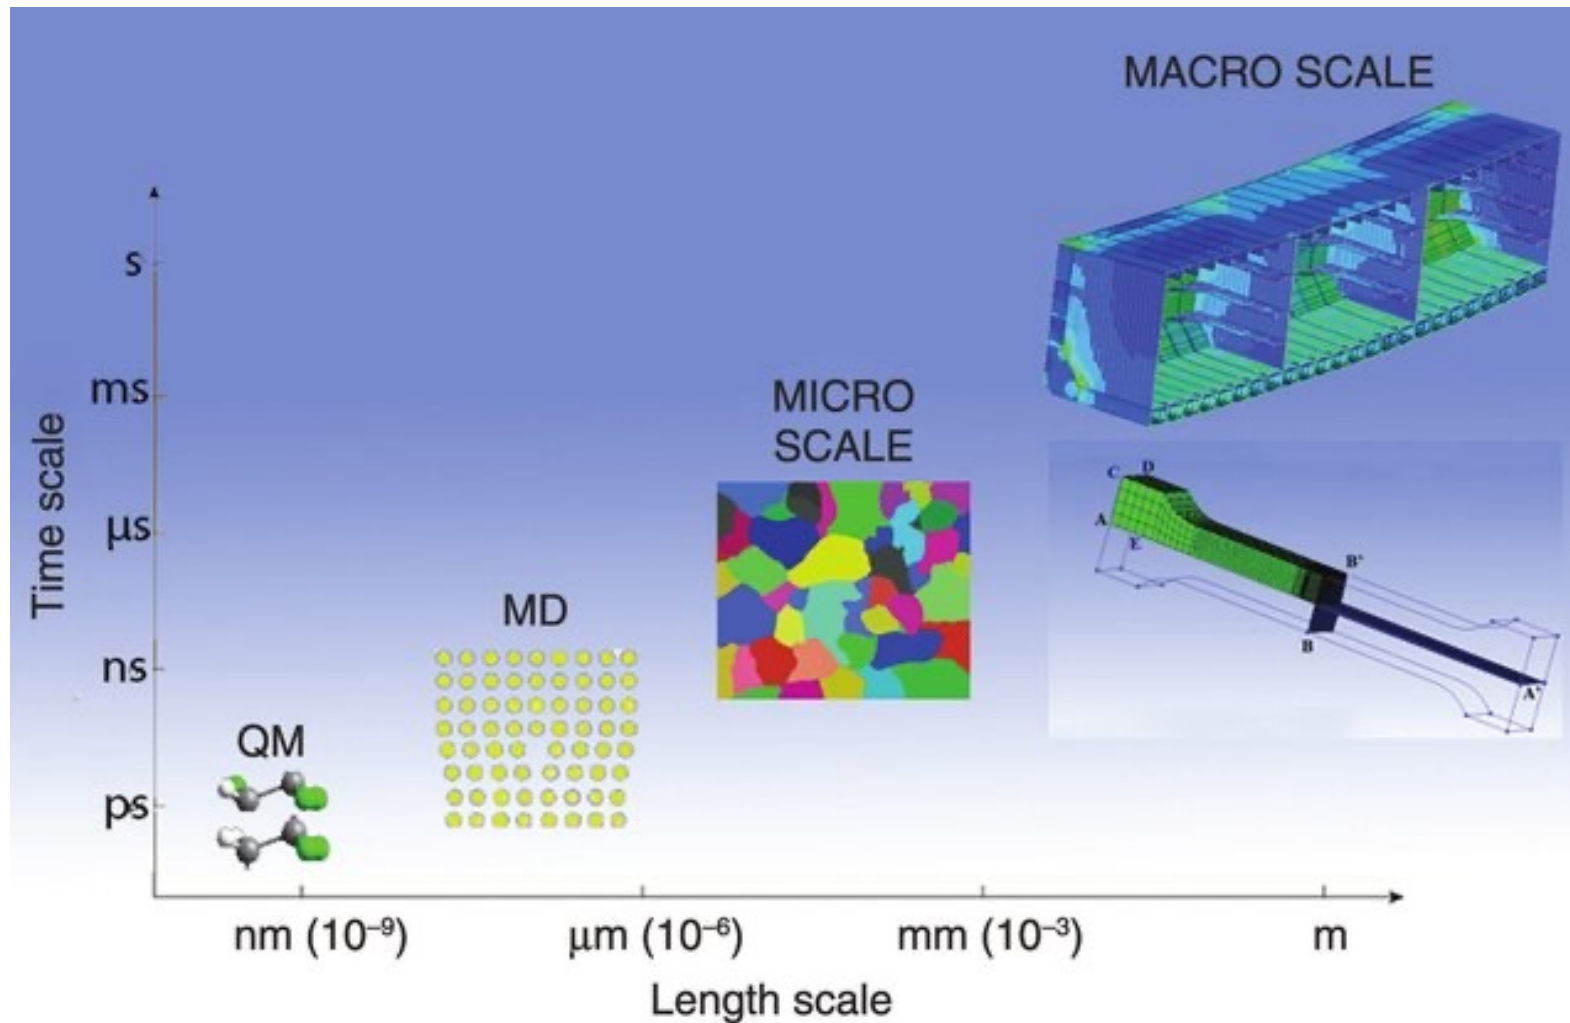 MACRO SCALE
s
ms
μs
ns
ps
Time scale
MICRO
SCALE
MD
QM
C D
A
E
B'
B
A'
nm (10⁻⁹)
μm (10⁻⁶)
mm (10⁻³)
m
Length scale